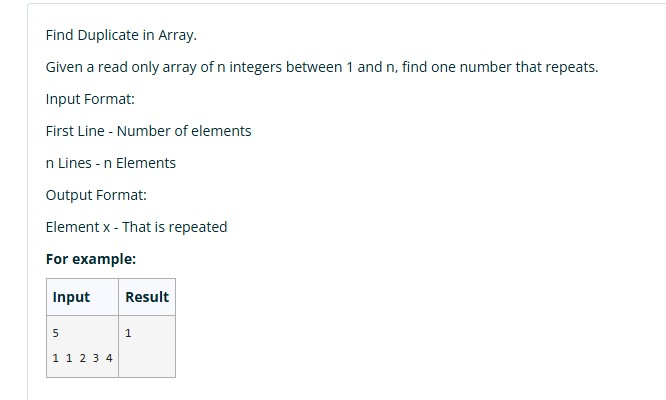 Find Duplicate in Array.
Given a read only array of n integers between 1 and n, find one number that repeats.
Input Format:
First Line - Number of elements
n Lines - n Elements
Output Format:
Element x - That is repeated
For example:
Input Result
5 1
1 1 2 3 4